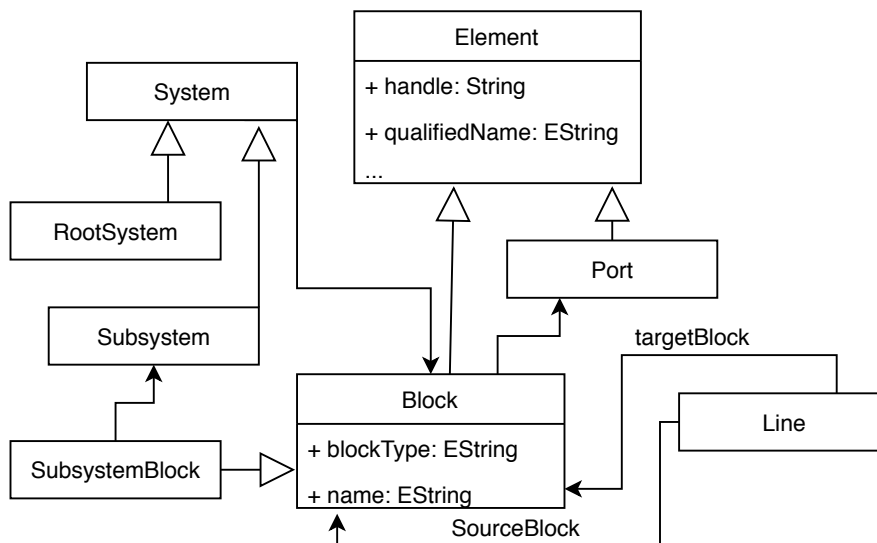 Element
+ handle: String
+ qualifiedName: EString
...
System
RootSystem
Port
Subsystem
targetBlock
Block
+ blockType: EString
+ name: EString
Line
SubsystemBlock
SourceBlock